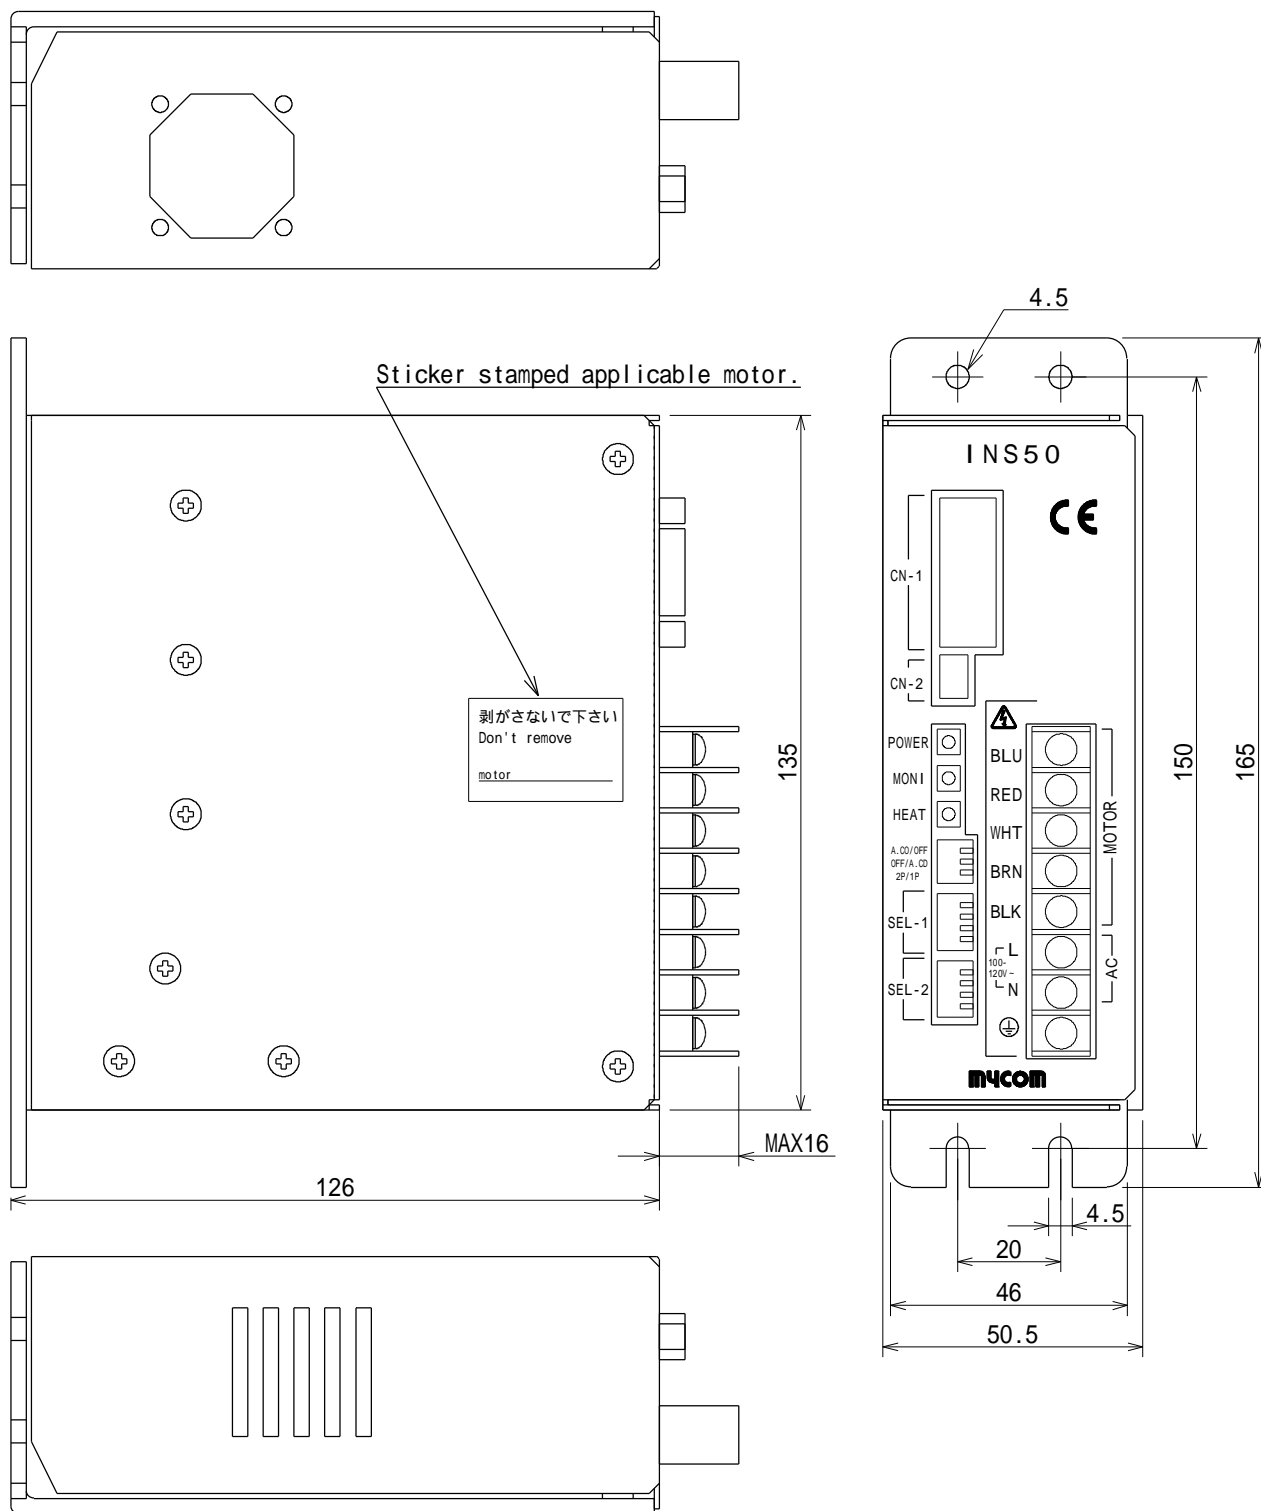 4.5
Sticker stamped applicable motor.
INS50
CE
CN-1
CN-2
剥がさないで下さい
Don't remove
motor
POWER
MONI
HEAT
A.CO/OFF
OFF/A.CD
2P/1P
SEL-1
SEL-2
BLU
RED
WHT
BRN
BLK
L
100-
120V~
N
MOTOR
AC
mycom
135
150
165
MAX16
126
4.5
20
46
50.5